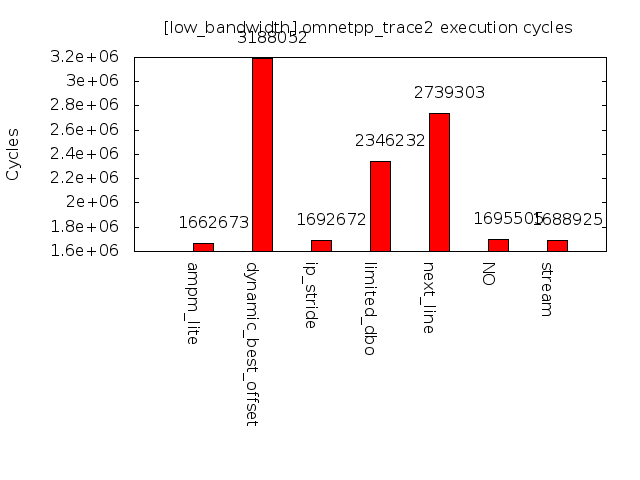 [low_bandwidth] omnetpp_trace2 execution cycles
Cycles
3.2e+06
3e+06
2.8e+06
2.6e+06
2.4e+06
2.2e+06
2e+06
1.8e+06
1.6e+06
1662673
3188052
1692672
2346232
2739303
1695505
1688925
ampm_lite
dynamic_best_offset
ip_stride
limited_dbo
next_line
NO
stream